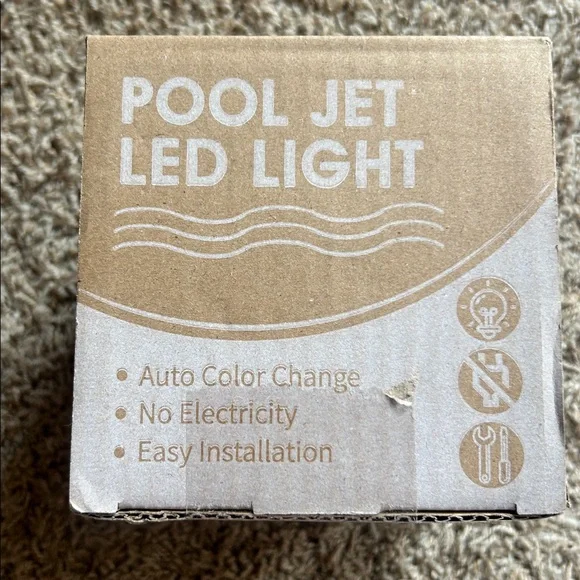 POOL JET
LED LIGHT
• Auto Color Change
• No Electricity
• Easy Installation